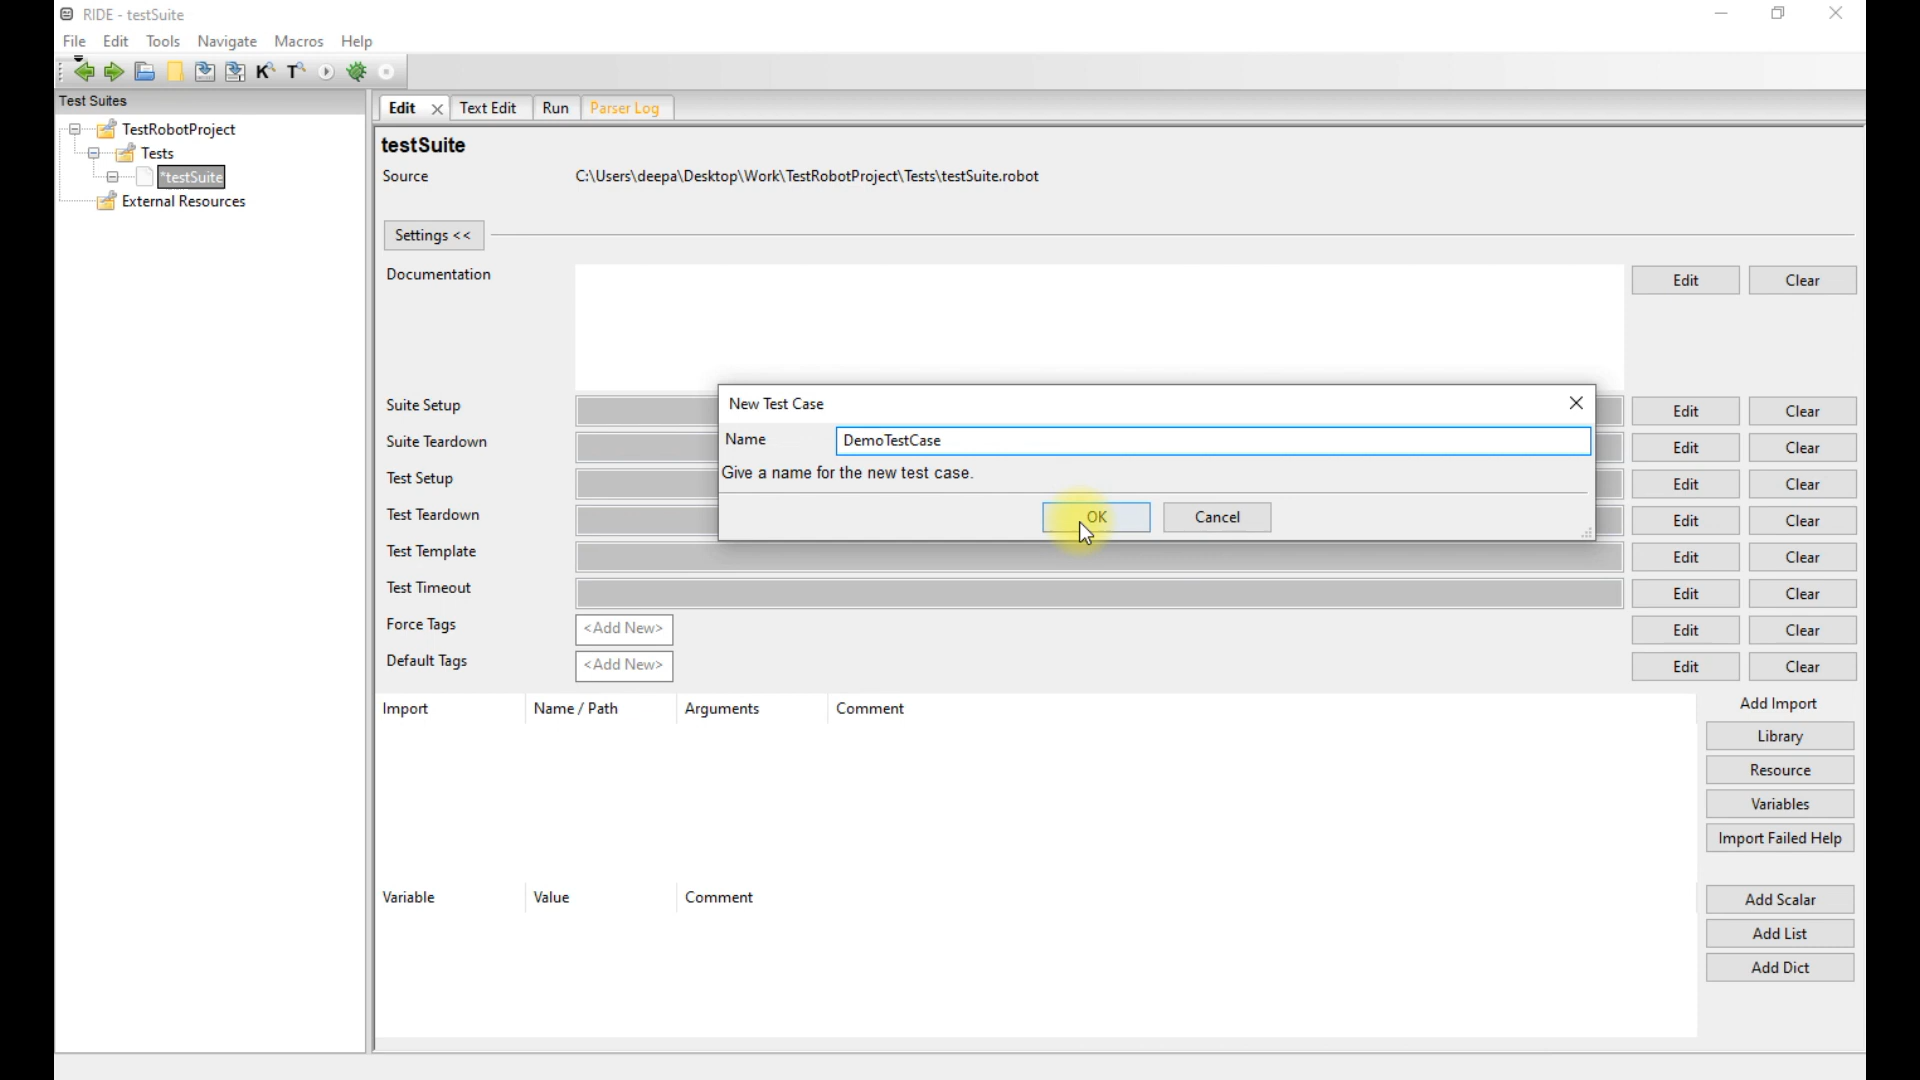 RIDE - testSuite
File Edit Tools Navigate Macros Help
Test Suites
TestRobotProject
Tests
*testSuite
External Resources
Edit Text Edit Run Parser Log
testSuite
Source C:\Users\deepa\Desktop\Work\TestRobotProject\Tests\testSuite.robot
Settings <<
Documentation Edit Clear
Suite Setup Edit Clear
Suite Teardown Edit Clear
Test Setup Edit Clear
Test Teardown Edit Clear
Test Template Edit Clear
Test Timeout Edit Clear
Force Tags <Add New> Edit Clear
Default Tags <Add New> Edit Clear
New Test Case
Name DemoTestCase
Give a name for the new test case.
OK Cancel
Import Name / Path Arguments Comment
Add Import
Library
Resource
Variables
Import Failed Help
Variable Value Comment
Add Scalar
Add List
Add Dict